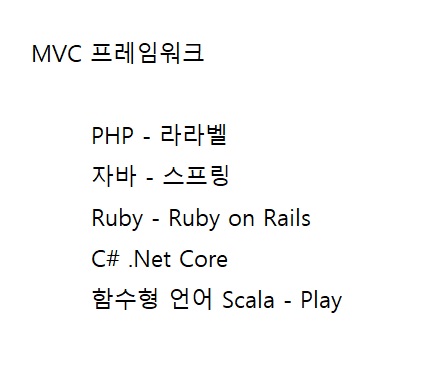 MVC 프레임워크
PHP - 라라벨
자바 - 스프링
Ruby - Ruby on Rails
C# .Net Core
함수형 언어 Scala - Play